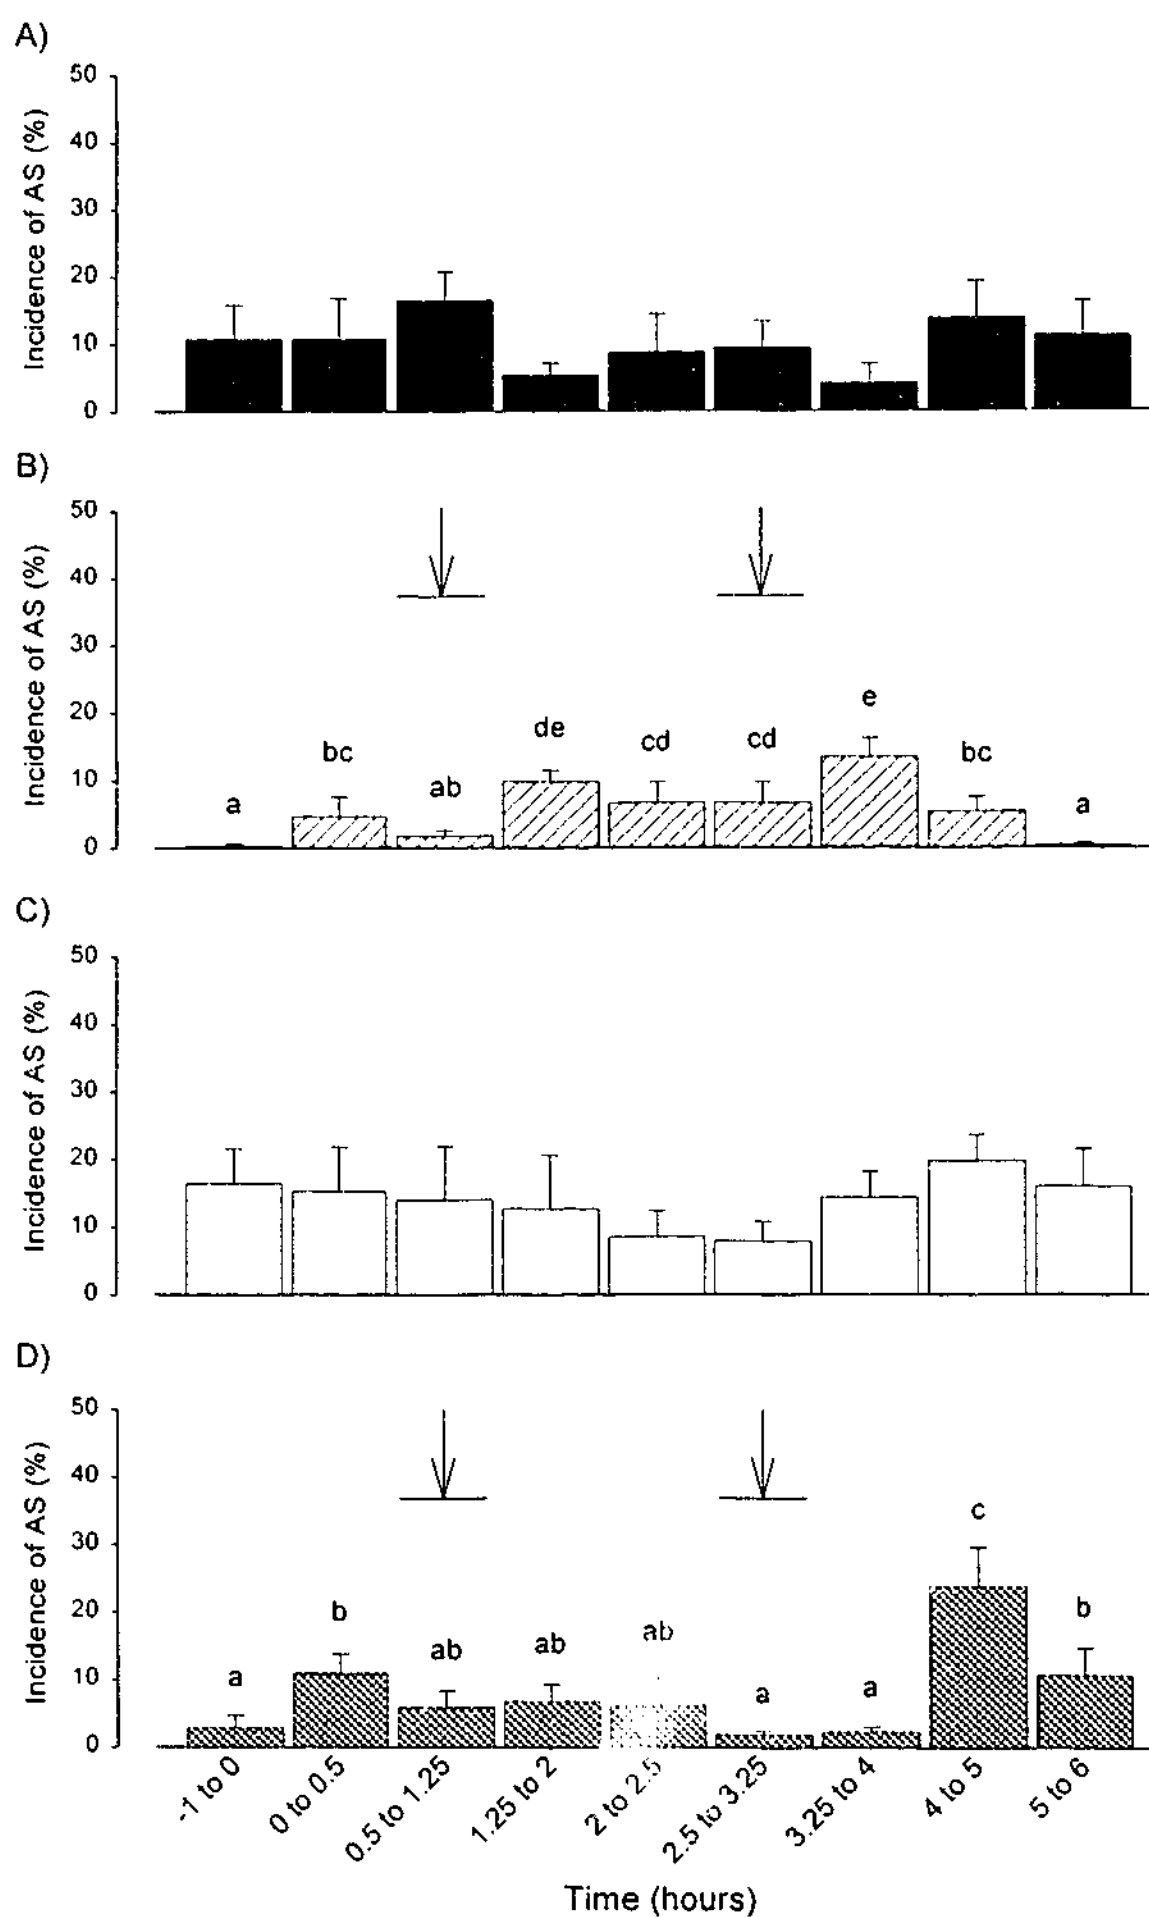 A)
Incidence of AS (%)
50
40
30
20
10
0
B)
Incidence of AS (%)
50
40
30
20
10
0
a
bc
ab
de
cd
cd
e
bc
a
C)
Incidence of AS (%)
50
40
30
20
10
0
D)
Incidence of AS (%)
50
40
30
20
10
0
a
b
ab
ab
ab
a
a
c
b
-1 to 0
0 to 0.5
0.5 to 1.25
1.25 to 2
2 to 2.5
2.5 to 3.25
3.25 to 4
4 to 5
5 to 6
Time (hours)